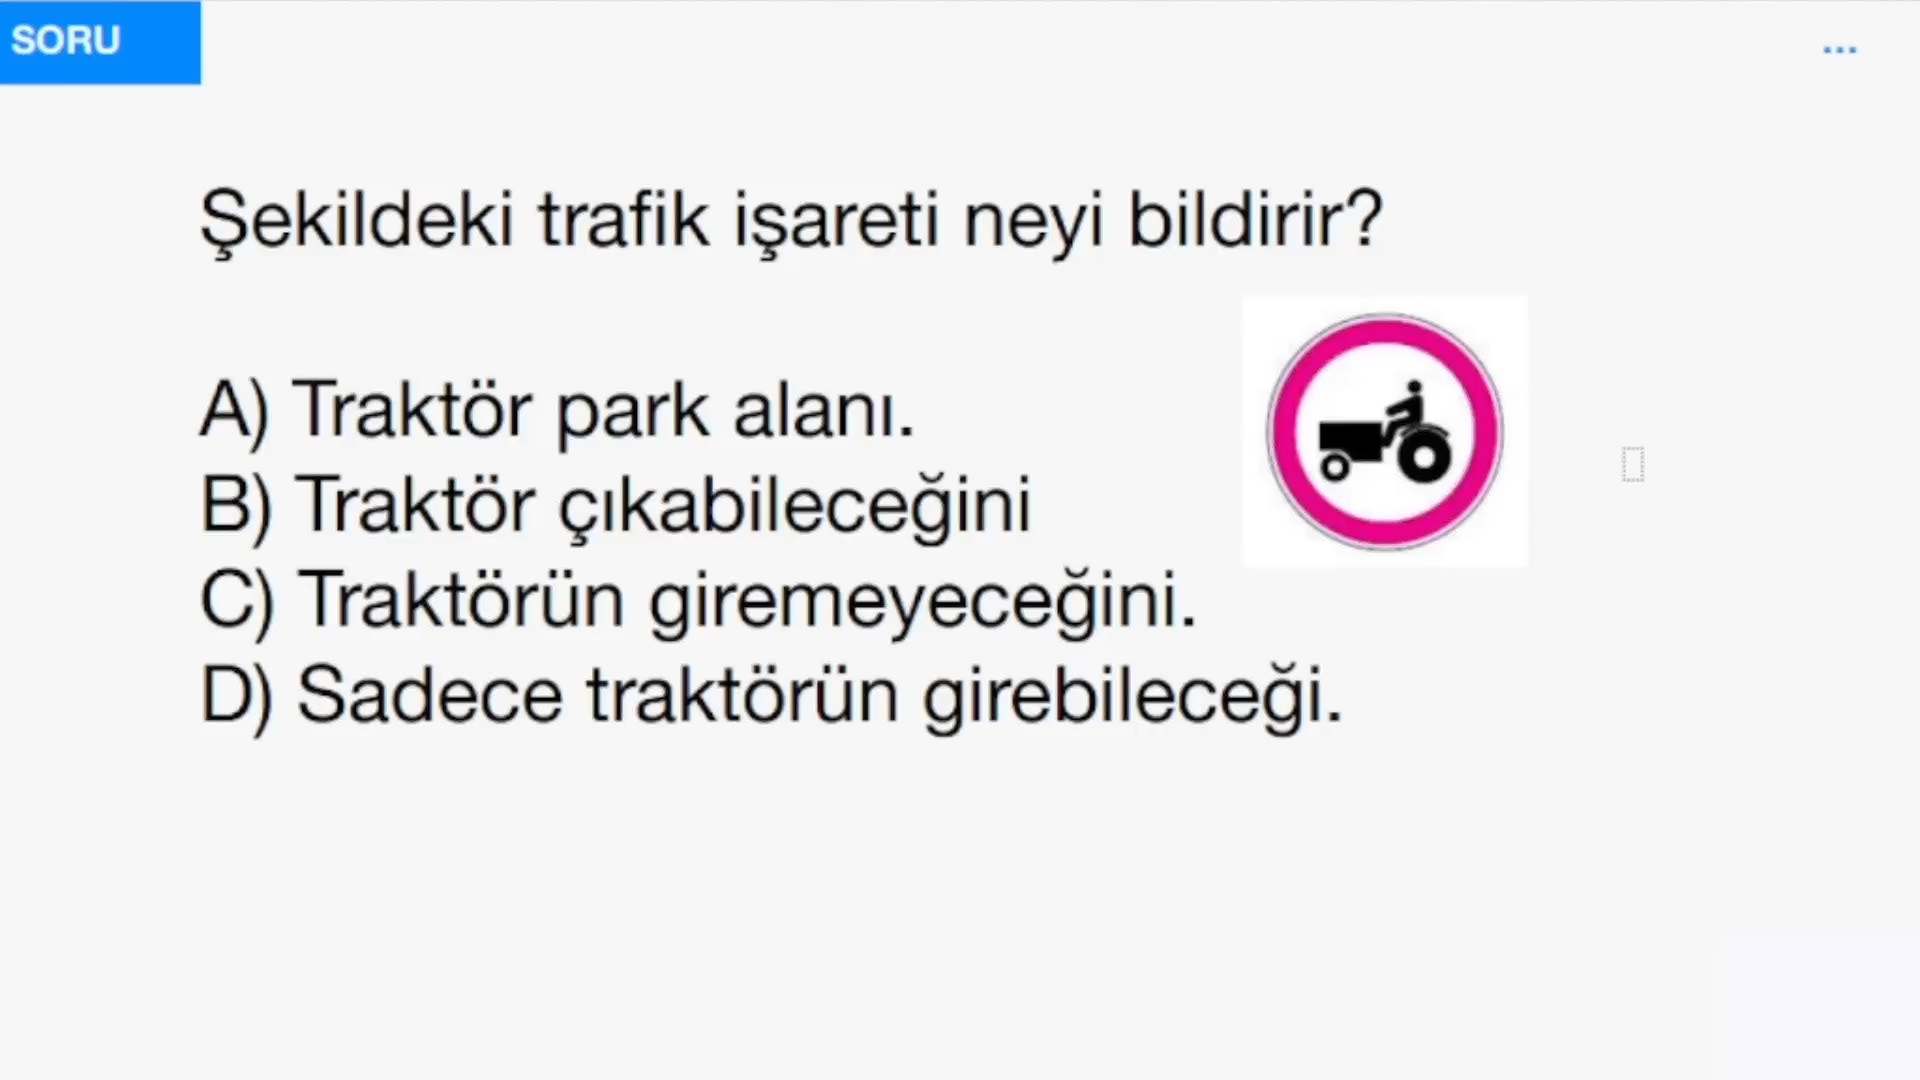 SORU
...
Şekildeki trafik işareti neyi bildirir?
A) Traktör park alanı.
B) Traktör çıkabileceğini
C) Traktörün giremeyeceğini.
D) Sadece traktörün girebileceği.